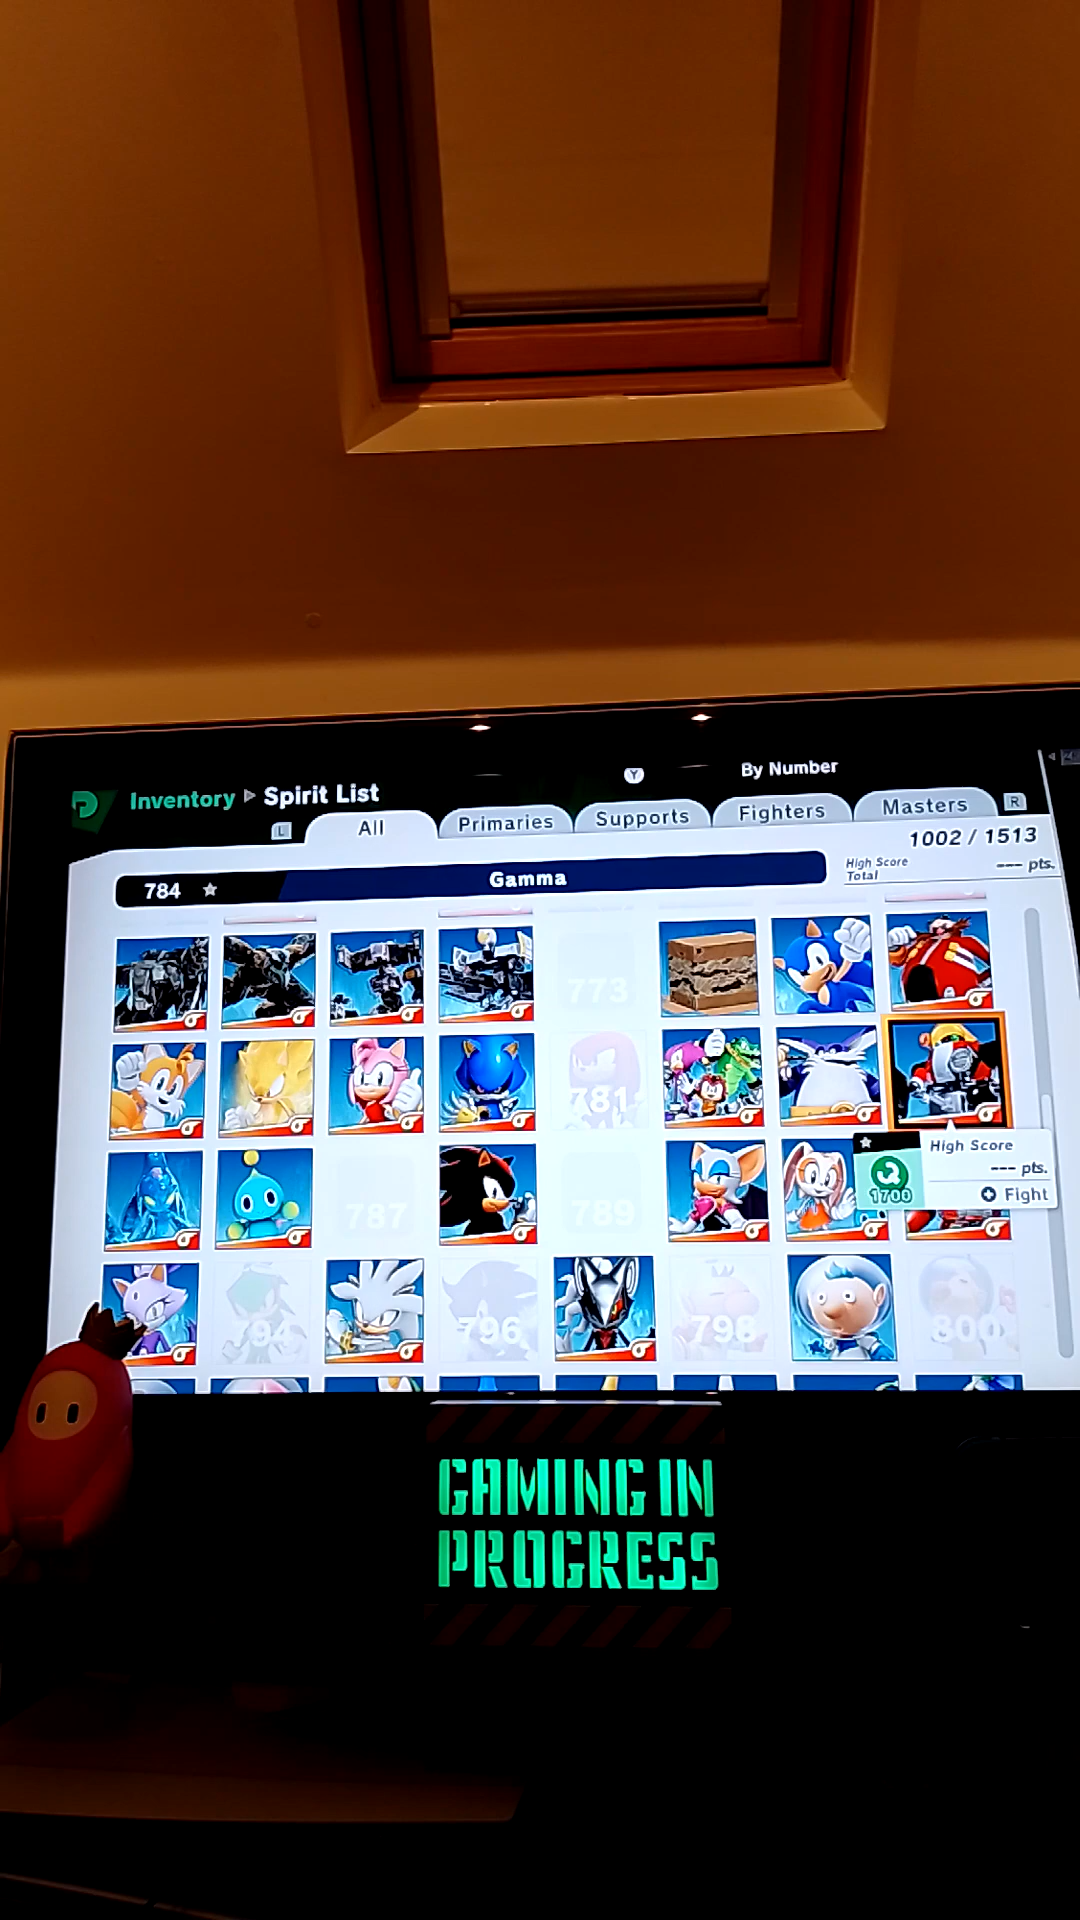 By Number
Y
Inventory ▷ Spirit List
L
All
Primaries
Supports
Fighters
Masters
R
1002 / 1513
784 ★
Gamma
High Score
Total
--- pts.
773
781
High Score
--- pts.
1700
Fight
787
789
794
796
798
800
GAMING IN
PROGRESS